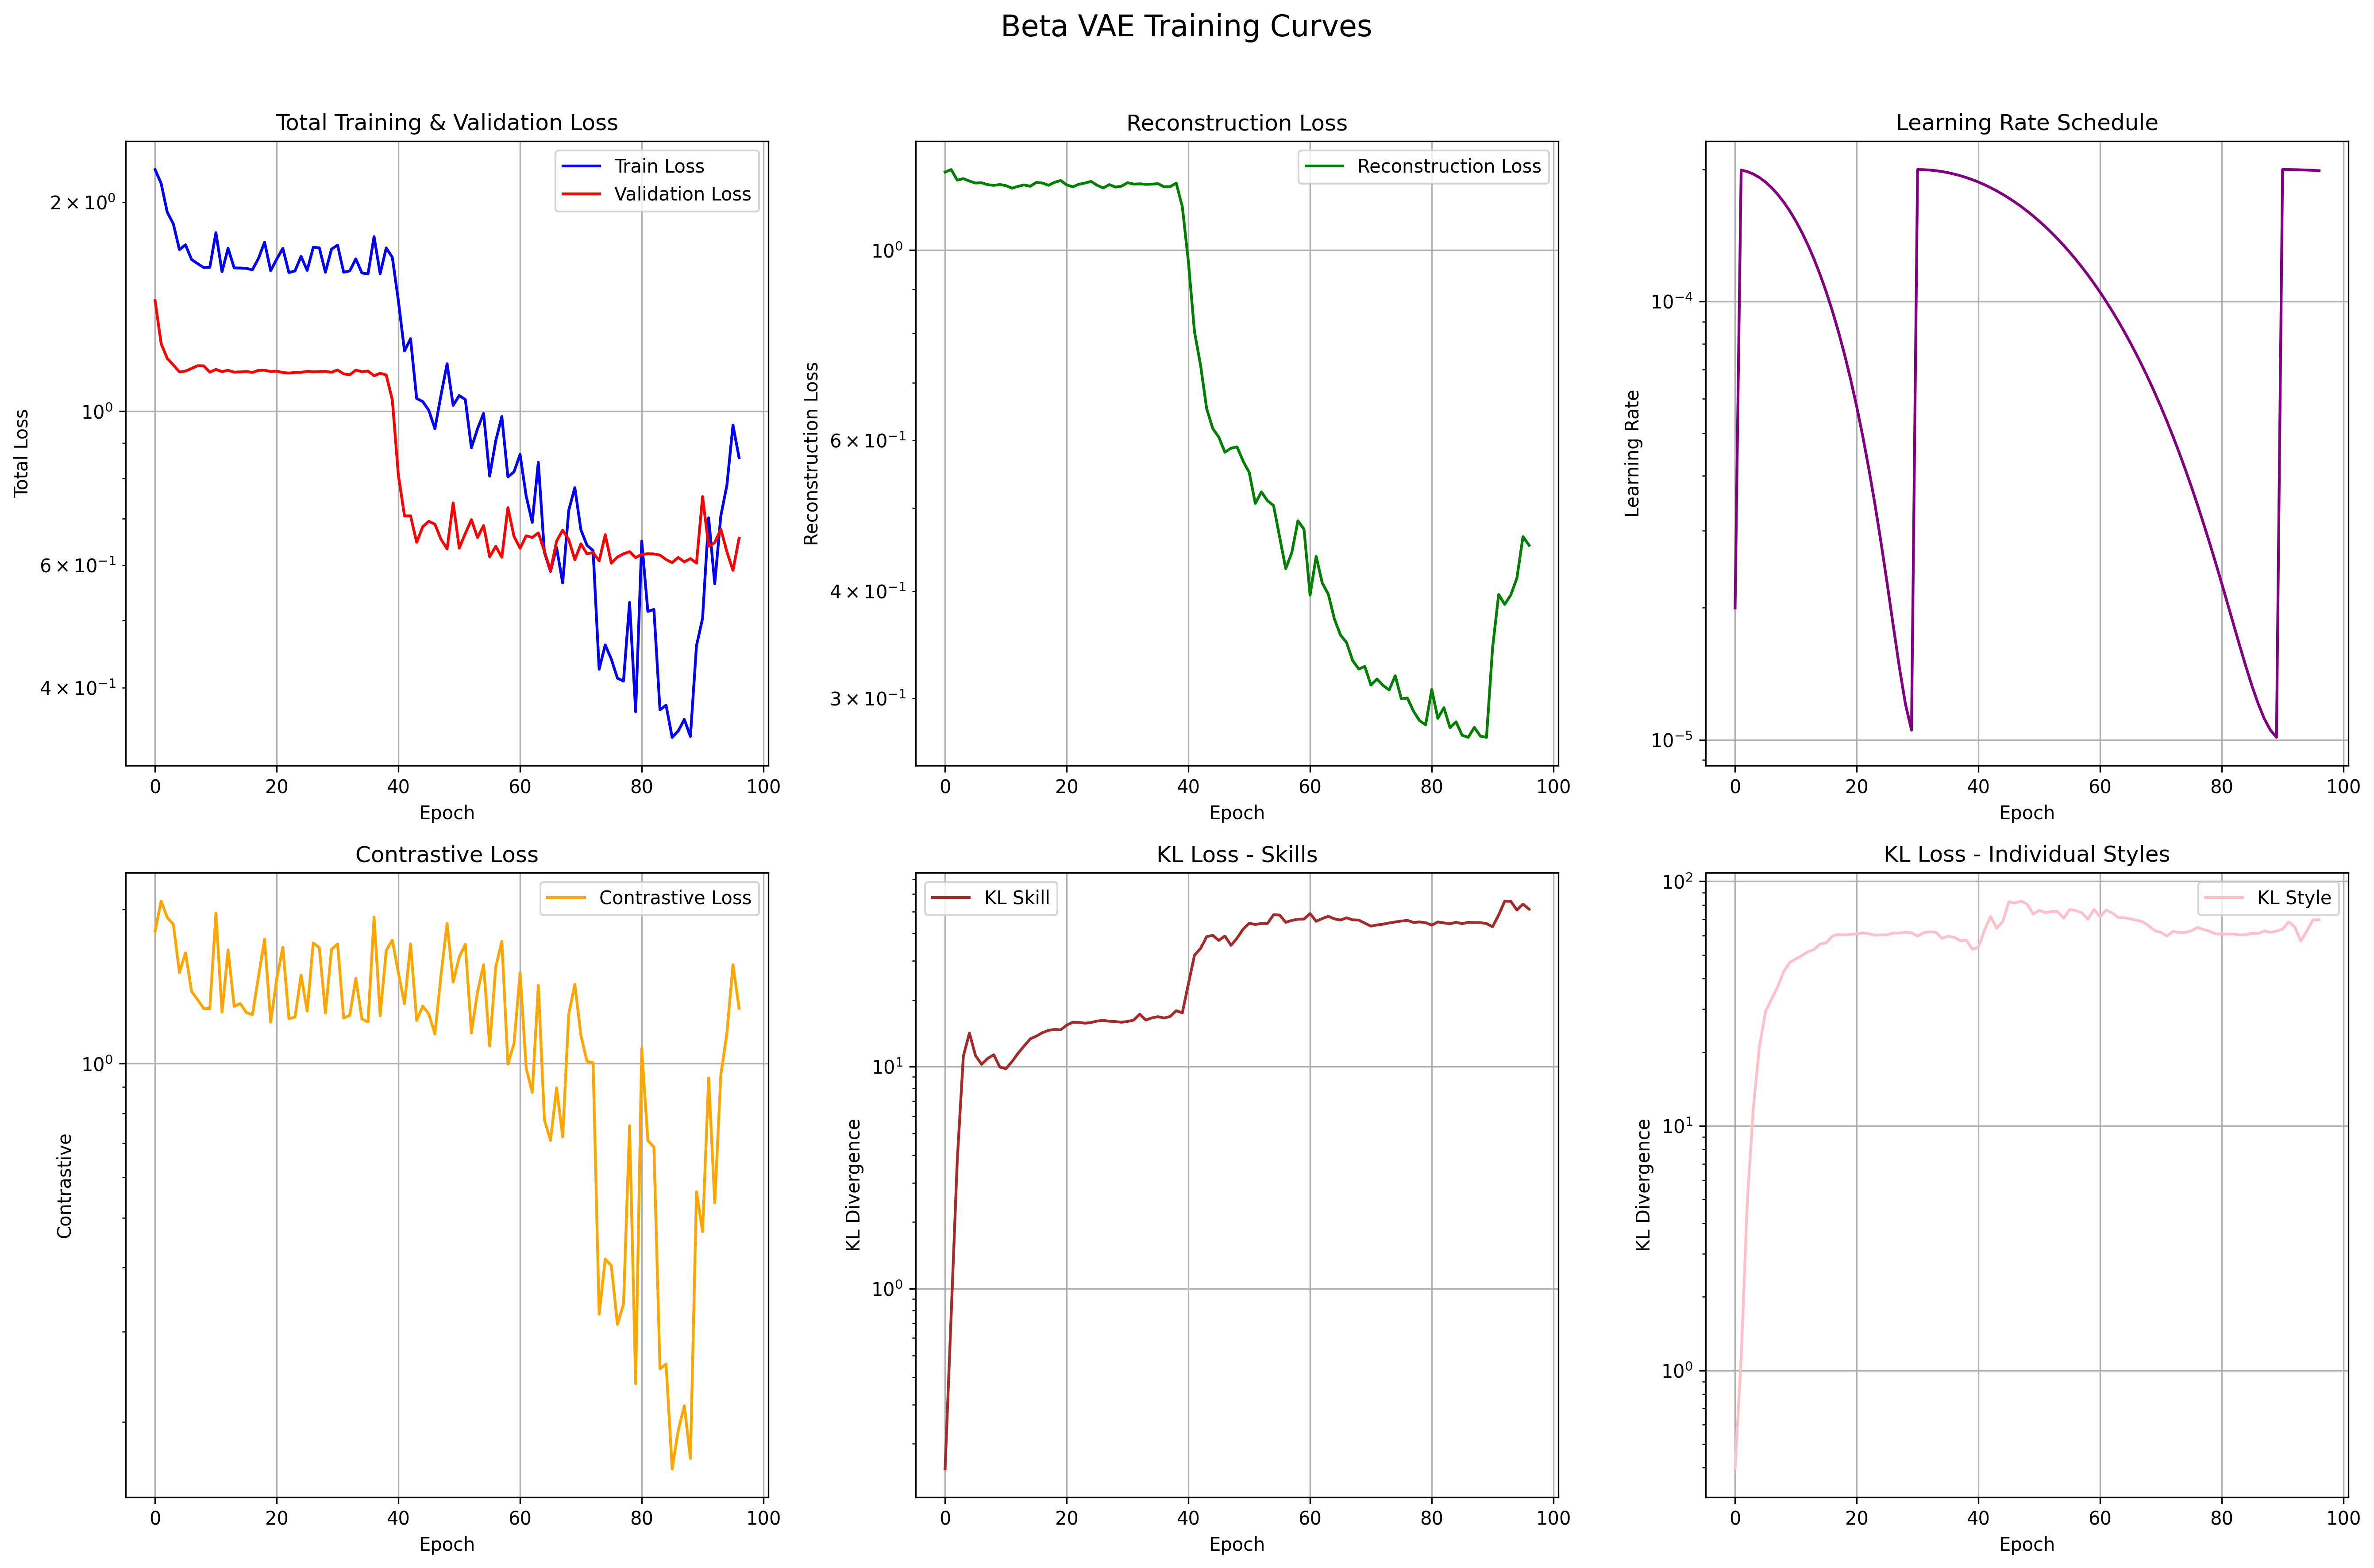 Beta VAE Training Curves
Total Training & Validation Loss
Train Loss
Validation Loss
2 × 10⁰
10⁰
6 × 10⁻¹
4 × 10⁻¹
Total Loss
0 20 40 60 80 100
Epoch
Reconstruction Loss
Reconstruction Loss
10⁰
6 × 10⁻¹
4 × 10⁻¹
3 × 10⁻¹
Reconstruction Loss
0 20 40 60 80 100
Epoch
Learning Rate Schedule
10⁻⁴
10⁻⁵
Learning Rate
0 20 40 60 80 100
Epoch
Contrastive Loss
Contrastive Loss
10⁰
Contrastive
0 20 40 60 80 100
Epoch
KL Loss - Skills
KL Skill
10¹
10⁰
KL Divergence
0 20 40 60 80 100
Epoch
KL Loss - Individual Styles
KL Style
10²
10¹
10⁰
KL Divergence
0 20 40 60 80 100
Epoch